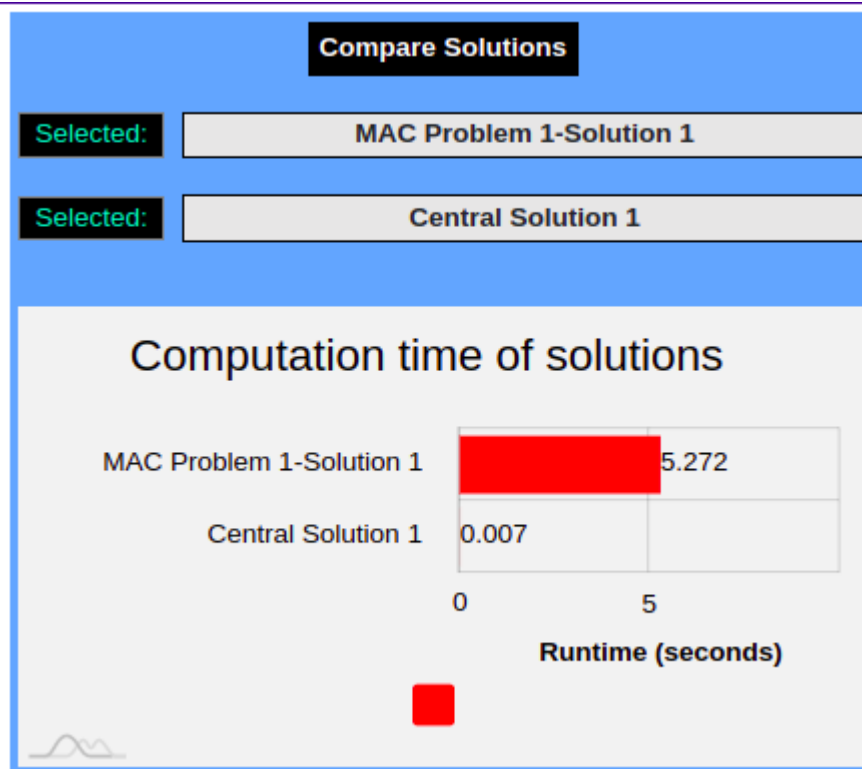 Compare Solutions
Selected: MAC Problem 1-Solution 1
Selected: Central Solution 1
Computation time of solutions
MAC Problem 1-Solution 1 5.272
Central Solution 1 0.007
0 5
Runtime (seconds)